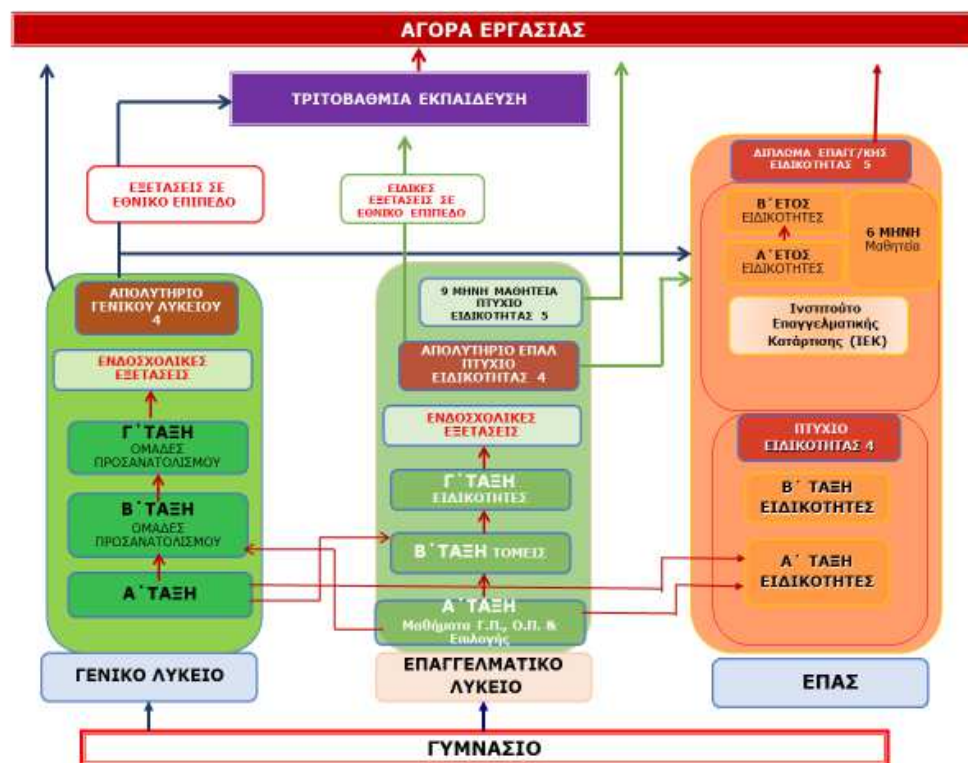 ΑΓΟΡΑ ΕΡΓΑΣΙΑΣ
ΤΡΙΤΟΒΑΘΜΙΑ ΕΚΠΑΙΔΕΥΣΗ
ΕΞΕΤΑΣΕΙΣ ΣΕ
ΕΘΝΙΚΟ ΕΠΙΠΕΔΟ
ΕΙΔΙΚΕΣ
ΕΞΕΤΑΣΕΙΣ ΣΕ
ΕΘΝΙΚΟ ΕΠΙΠΕΔΟ
ΑΠΟΛΥΤΗΡΙΟ
ΓΕΝΙΚΟΥ ΛΥΚΕΙΟΥ
4
ΕΝΔΟΣΧΟΛΙΚΕΣ
ΕΞΕΤΑΣΕΙΣ
Γ΄ΤΑΞΗ
ΟΜΑΔΕΣ
ΠΡΟΣΑΝΑΤΟΛΙΣΜΟΥ
Β΄ΤΑΞΗ
ΟΜΑΔΕΣ
ΠΡΟΣΑΝΑΤΟΛΙΣΜΟΥ
Α΄ΤΑΞΗ
ΓΕΝΙΚΟ ΛΥΚΕΙΟ
9 ΜΗΝΗ ΜΑΘΗΤΕΙΑ
ΠΤΥΧΙΟ
ΕΙΔΙΚΟΤΗΤΑΣ 5
ΑΠΟΛΥΤΗΡΙΟ ΕΠΑΛ
ΠΤΥΧΙΟ
ΕΙΔΙΚΟΤΗΤΑΣ 4
ΕΝΔΟΣΧΟΛΙΚΕΣ
ΕΞΕΤΑΣΕΙΣ
Γ΄ΤΑΞΗ
ΕΙΔΙΚΟΤΗΤΕΣ
Β΄ΤΑΞΗ ΤΟΜΕΙΣ
Α΄ΤΑΞΗ
Μαθήματα Γ.Π., Ο.Π. &
Επιλογής
ΕΠΑΓΓΕΛΜΑΤΙΚΟ
ΛΥΚΕΙΟ
ΔΙΠΛΩΜΑ ΕΠΑΓΓ/ΚΗΣ
ΕΙΔΙΚΟΤΗΤΑΣ 5
Β΄ΕΤΟΣ
ΕΙΔΙΚΟΤΗΤΕΣ
Α΄ΕΤΟΣ
ΕΙΔΙΚΟΤΗΤΕΣ
6 ΜΗΝΗ
Μαθητεία
Ινστιτούτο
Επαγγελματικής
Κατάρτισης (ΙΕΚ)
ΠΤΥΧΙΟ
ΕΙΔΙΚΟΤΗΤΑΣ 4
Β΄ ΤΑΞΗ
ΕΙΔΙΚΟΤΗΤΕΣ
Α΄ ΤΑΞΗ
ΕΙΔΙΚΟΤΗΤΕΣ
ΕΠΑΣ
ΓΥΜΝΑΣΙΟ